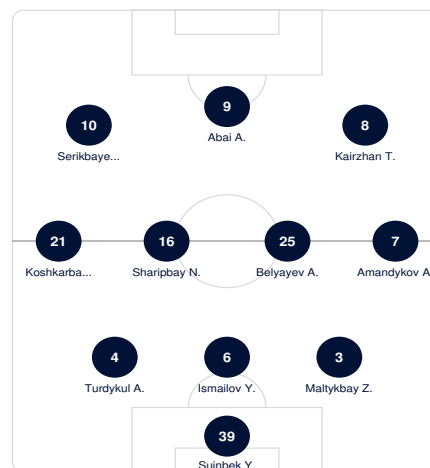 9
10
8
Abai A.
Serikbaye...
Kairzhan T.
21
16
25
7
Koshkarba...
Sharipbay N.
Belyayev A.
Amandykov A
4
6
3
Turdykul A.
Ismailov Y.
Maltykbay Z.
39
Suinbek Y.